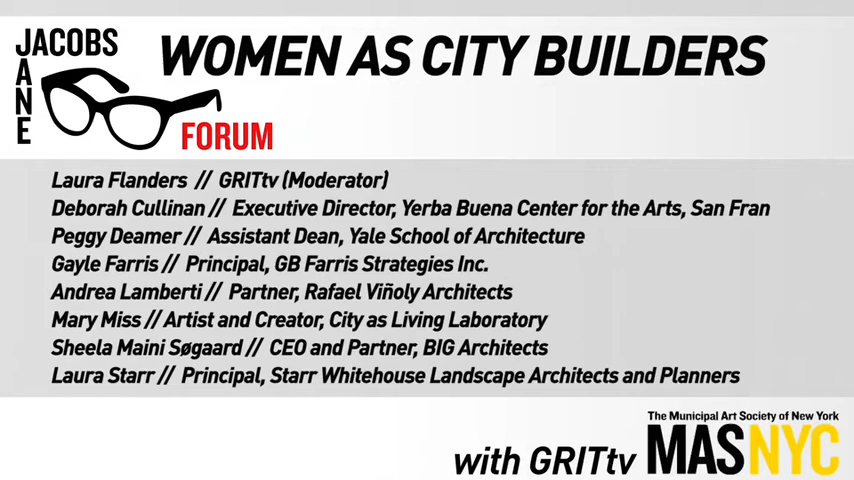 JACOBS
JANE
FORUM
WOMEN AS CITY BUILDERS
Laura Flanders // GRITtv (Moderator)
Deborah Cullinan // Executive Director, Yerba Buena Center for the Arts, San Fran
Peggy Deamer // Assistant Dean, Yale School of Architecture
Gayle Farris // Principal, GB Farris Strategies Inc.
Andrea Lamberti // Partner, Rafael Viñoly Architects
Mary Miss // Artist and Creator, City as Living Laboratory
Sheela Maini Søgaard // CEO and Partner, BIG Architects
Laura Starr // Principal, Starr Whitehouse Landscape Architects and Planners
The Municipal Art Society of New York
with GRITtv MASNYC